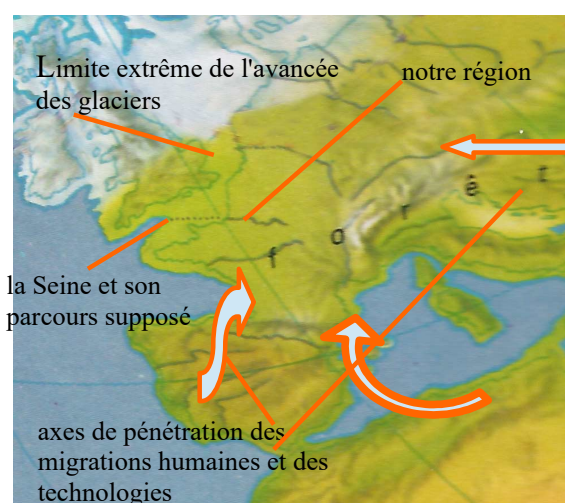 Limite extrême de l'avancée
des glaciers
notre région
f o r ê t
la Seine et son
parcours supposé
axes de pénétration des
migrations humaines et des
technologies